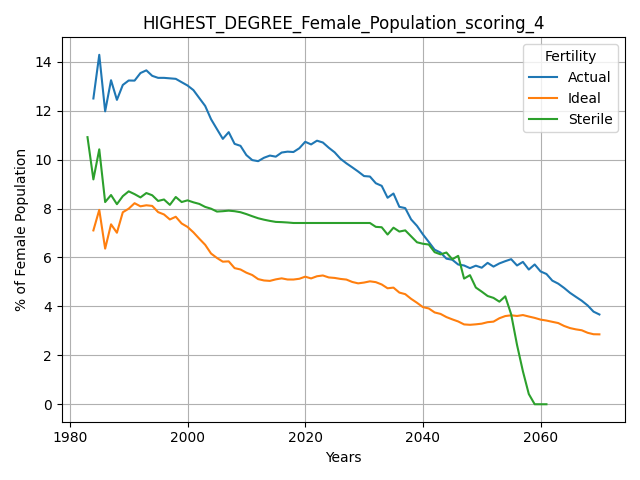 HIGHEST_DEGREE_Female_Population_scoring_4
Fertility
Actual
Ideal
Sterile
% of Female Population
14
12
10
8
6
4
2
0
1980
2000
2020
2040
2060
Years